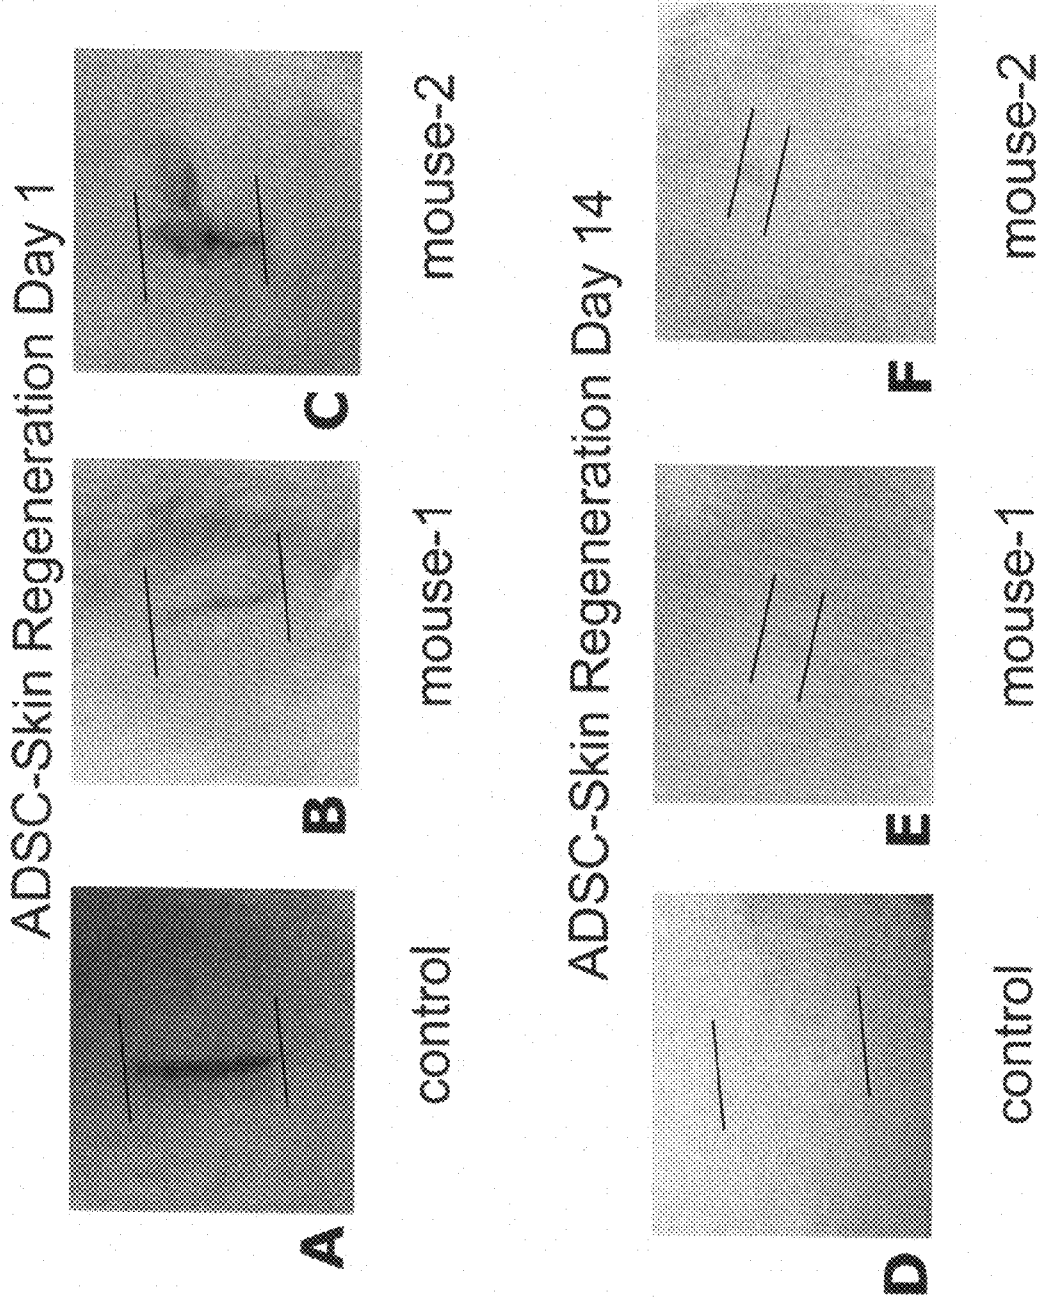 ADSC-Skin Regeneration Day 1
A
B
C
control
mouse-1
mouse-2
ADSC-Skin Regeneration Day 14
D
E
F
control
mouse-1
mouse-2